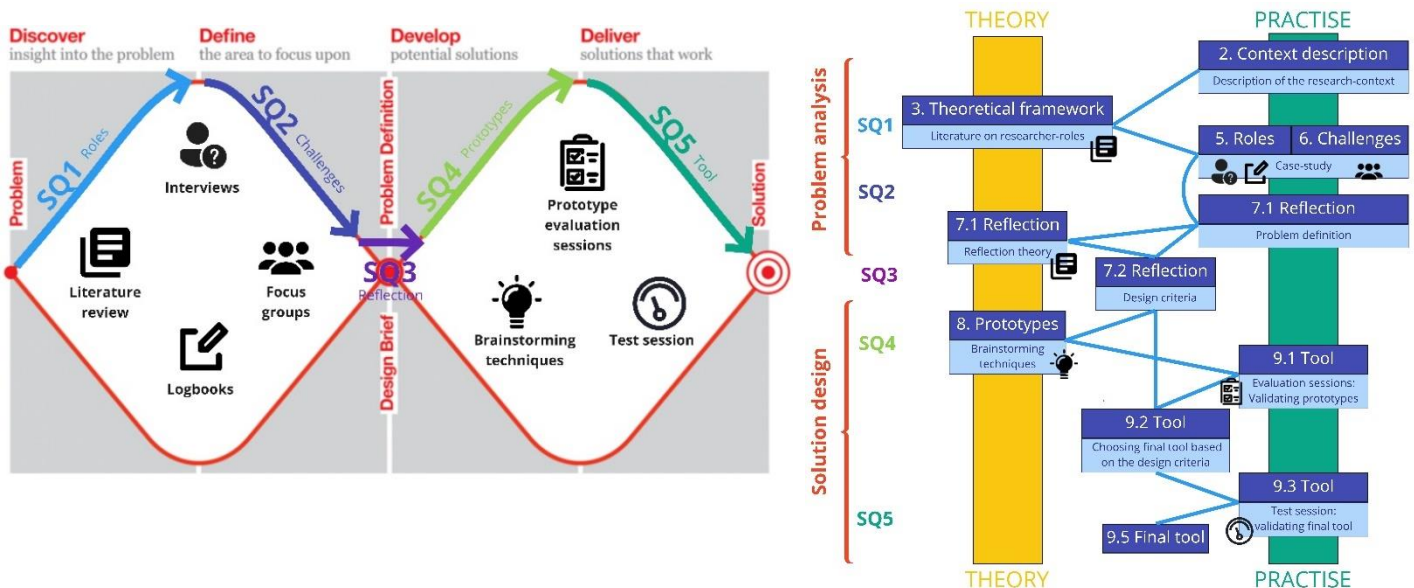 Discover
insight into the problem
Define
the area to focus upon
Develop
potential solutions
Deliver
solutions that work
Problem
SQ1 Roles
SQ2 Challenges
Problem Definition
SQ4 Prototypes
SQ5 Tool
Solution
Interviews
Literature
review
Focus
groups
Logbooks
SQ3
Reflection
Design Brief
Prototype
evaluation
sessions
Brainstorming
techniques
Test session
THEORY
PRACTISE
Problem analysis
Solution design
SQ1
SQ2
SQ3
SQ4
SQ5
2. Context description
Description of the research-context
3. Theoretical framework
Literature on researcher-roles
5. Roles
6. Challenges
Case-study
7.1 Reflection
Reflection theory
7.1 Reflection
Problem definition
7.2 Reflection
Design criteria
8. Prototypes
Brainstorming
techniques
9.1 Tool
Evaluation sessions:
Validating prototypes
9.2 Tool
Choosing final tool based
on the design criteria
9.3 Tool
Test session:
validating final tool
9.5 Final tool
THEORY
PRACTISE